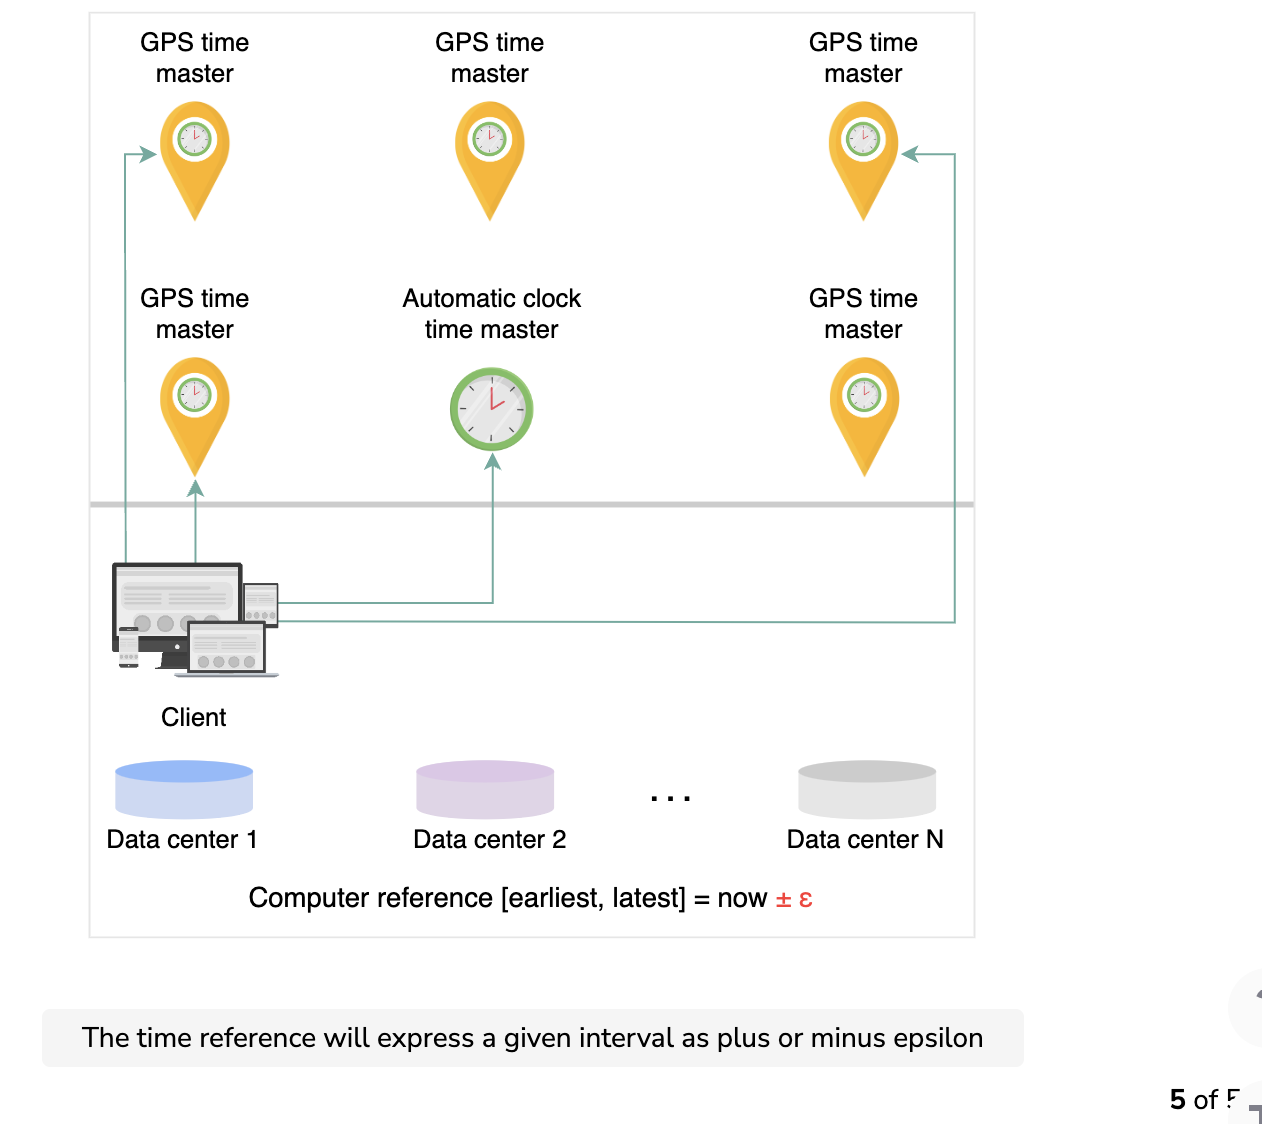 GPS time
master
GPS time
master
GPS time
master
GPS time
master
Automatic clock
time master
GPS time
master
Client
Data center 1
Data center 2
...
Data center N
Computer reference [earliest, latest] = now ± ε
The time reference will express a given interval as plus or minus epsilon
5 of 5